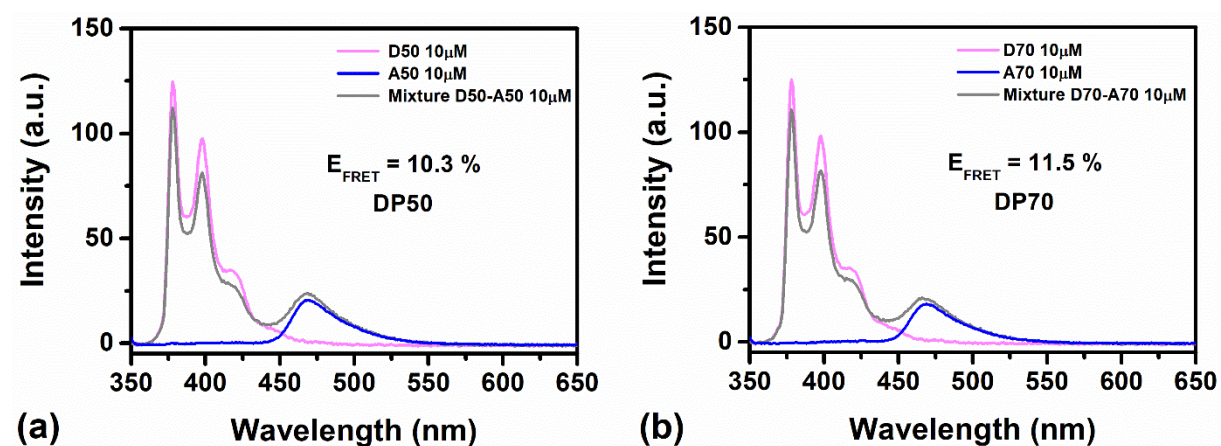 150
100
50
0
Intensity (a.u.)
D50 10μM
A50 10μM
Mixture D50-A50 10μM
E_FRET = 10.3 %
DP50
350 400 450 500 550 600 650
Wavelength (nm)
(a)
150
100
50
0
Intensity (a.u.)
D70 10μM
A70 10μM
Mixture D70-A70 10μM
E_FRET = 11.5 %
DP70
350 400 450 500 550 600 650
Wavelength (nm)
(b)